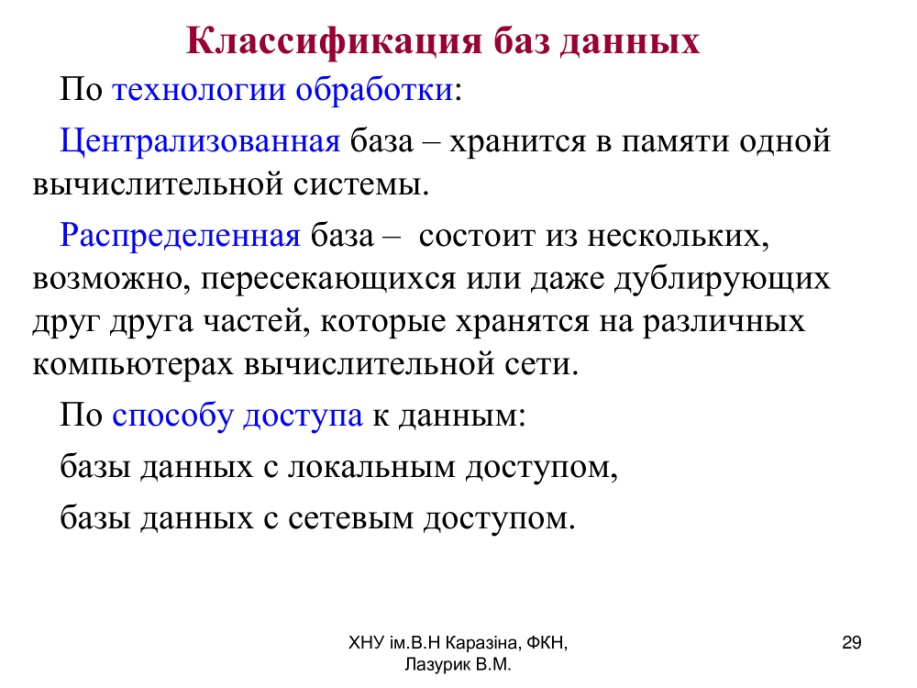 Классификация баз данных
По технологии обработки:
Централизованная база – хранится в памяти одной
вычислительной системы.
Распределенная база – состоит из нескольких,
возможно, пересекающихся или даже дублирующих
друг друга частей, которые хранятся на различных
компьютерах вычислительной сети.
По способу доступа к данным:
базы данных с локальным доступом,
базы данных с сетевым доступом.
ХНУ ім.В.Н Каразіна, ФКН,
Лазурик В.М.
29